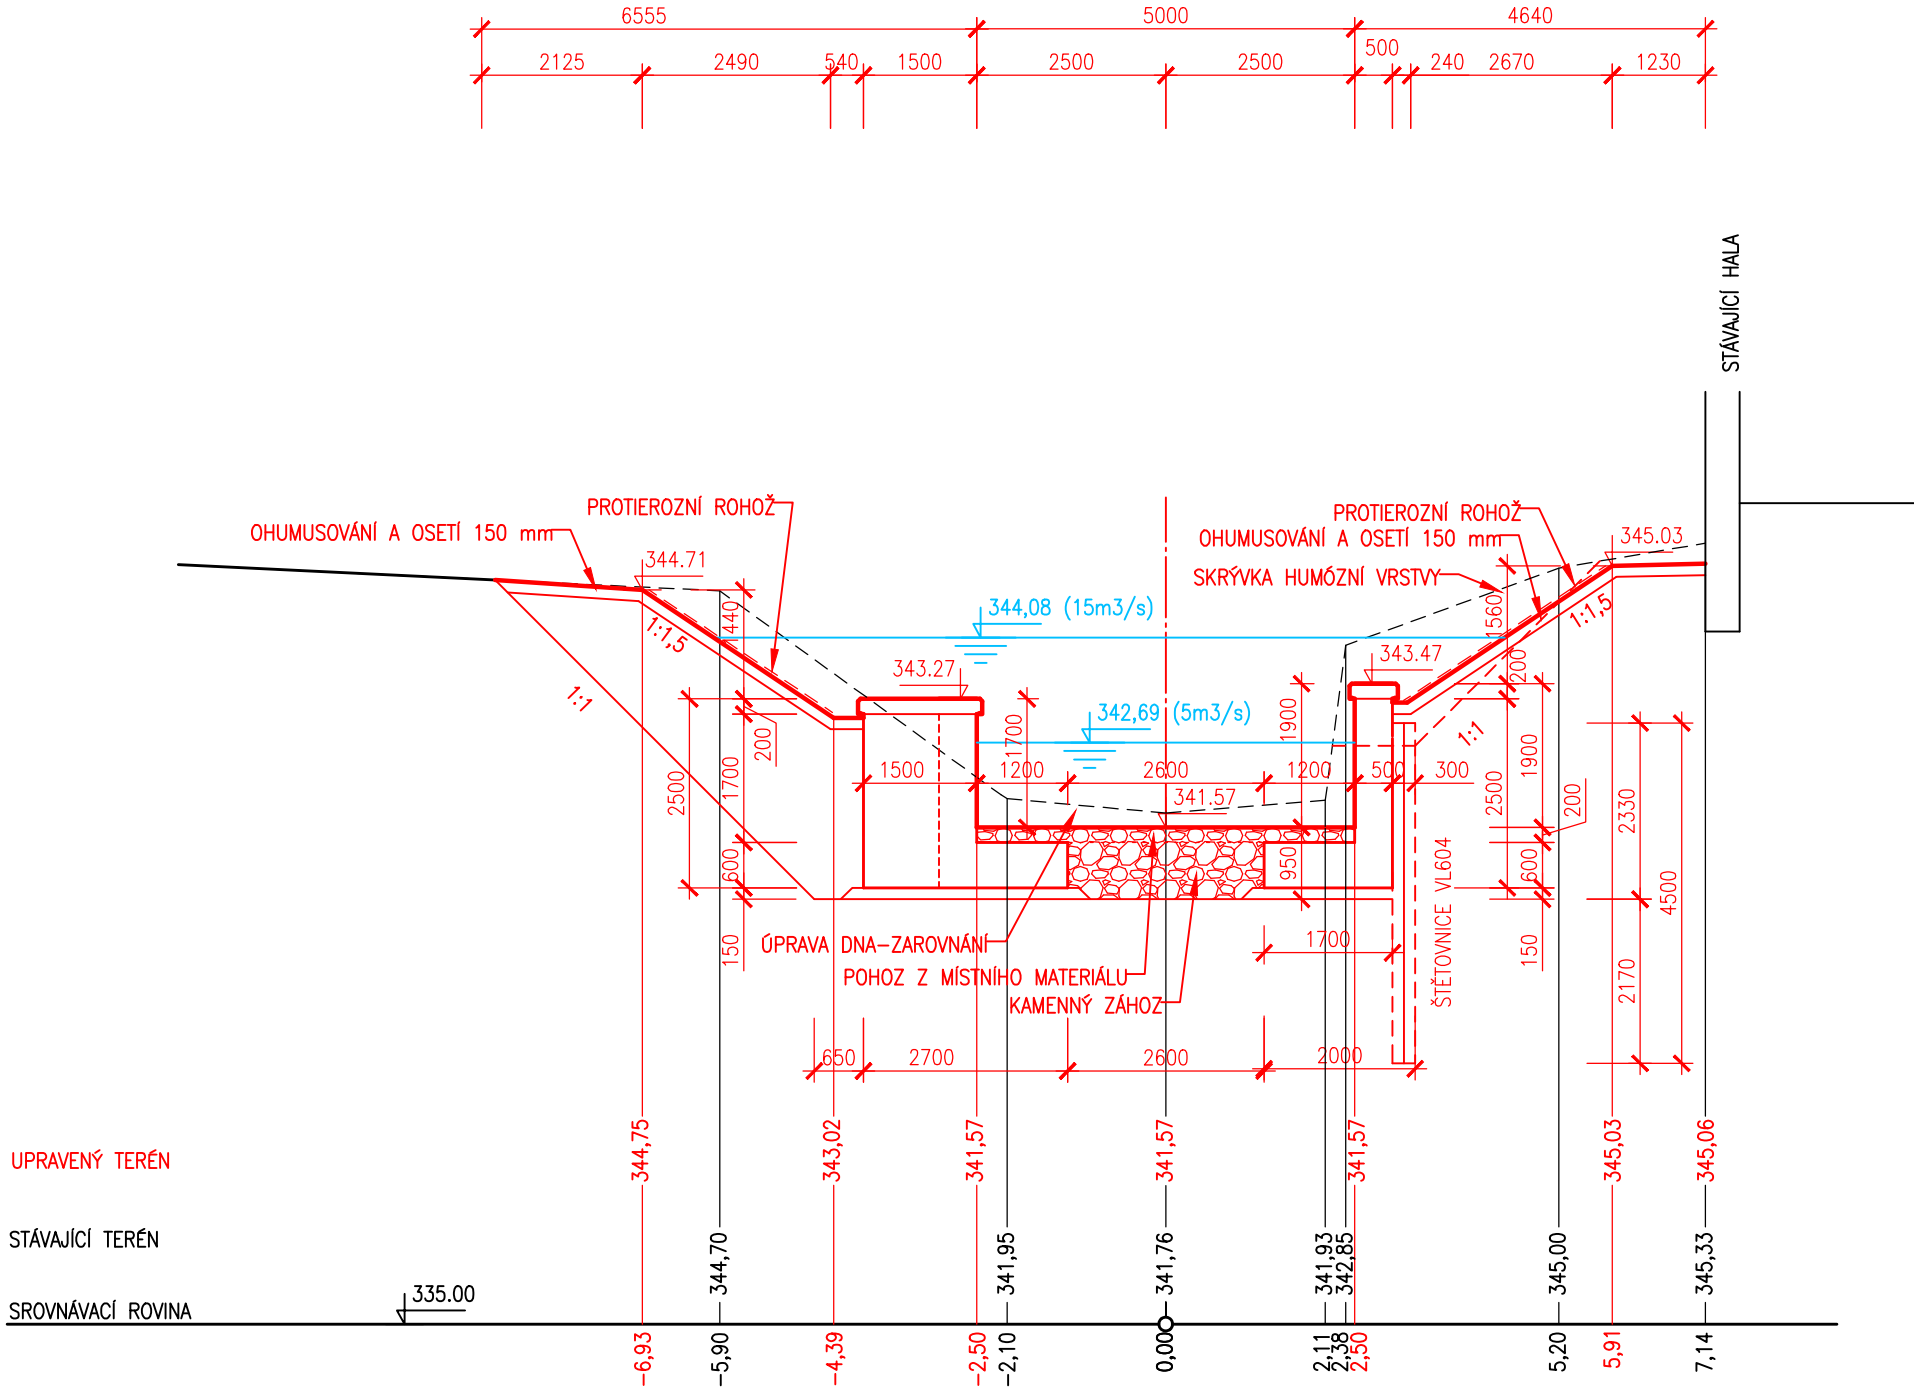 6555 5000 4640
2125 2490 540 1500 2500 2500 500 240 2670 1230
STÁVAJÍCÍ HALA
PROTIEROZNÍ ROHOŽ
OHUMUSOVÁNÍ A OSETÍ 150 mm
PROTIEROZNÍ ROHOŽ
OHUMUSOVÁNÍ A OSETÍ 150 mm
SKRÝVKA HUMÓZNÍ VRSTVY
344.71
345.03
344,08 (15m3/s)
342,69 (5m3/s)
343.27
343.47
341.57
1:1,5
1:1
1:1,5
1:1
1440
200
2500
1700
600
150
1700
1900
950
1560
200
2500
1900
200
600
150
2330
2170
4500
1500 1200 2600 1200 500 300
1700
ŠTĚTOVNICE VL604
ÚPRAVA DNA-ZAROVNÁNÍ
POHOZ Z MÍSTNÍHO MATERIÁLU
KAMENNÝ ZÁHOZ
650 2700 2600 2000
UPRAVENÝ TERÉN
344,75 343,02 341,57 341,57 341,57 345,03 345,06
STÁVAJÍCÍ TERÉN
344,70 341,95 341,76 341,93 342,85 345,00 345,33
SROVNÁVACÍ ROVINA
335.00
-6,93 -5,90 -4,39 -2,50 -2,10 0,00 2,11 2,38 2,50 5,20 5,91 7,14